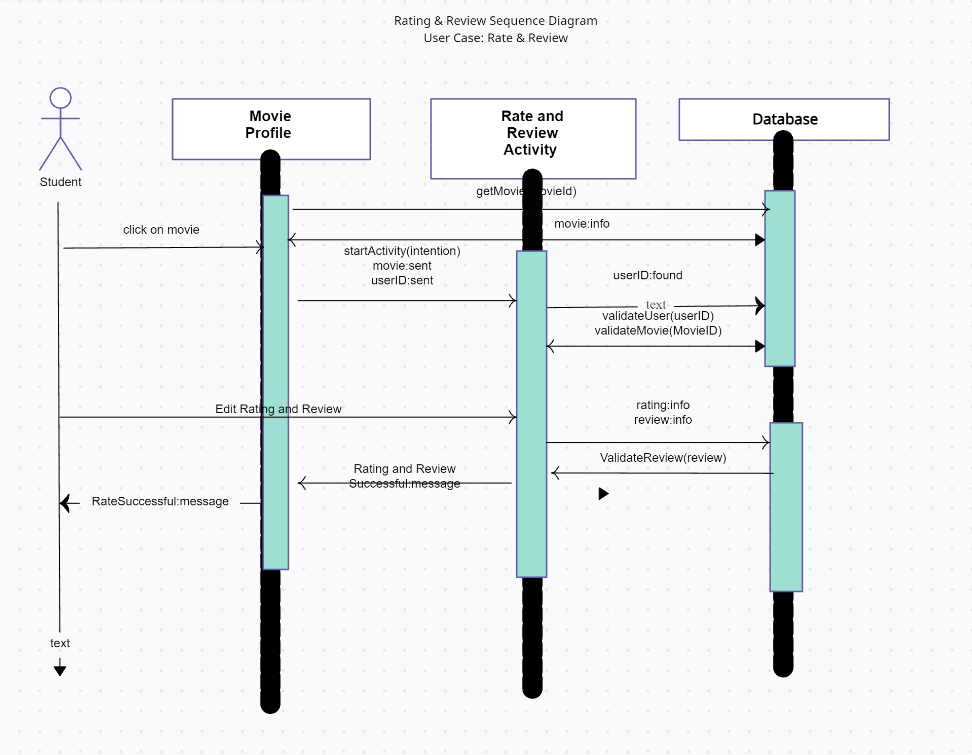 Rating & Review Sequence Diagram
User Case: Rate & Review
Movie
Profile
Rate and
Review
Activity
Database
Student
click on movie
movie:info
startActivity(intention)
movie:sent
userID:sent
userID:found
text
validateUser(userID)
validateMovie(MovieID)
Edit Rating and Review
rating:info
review:info
ValidateReview(review)
Rating and Review
Successful:message
RateSuccessful:message
text